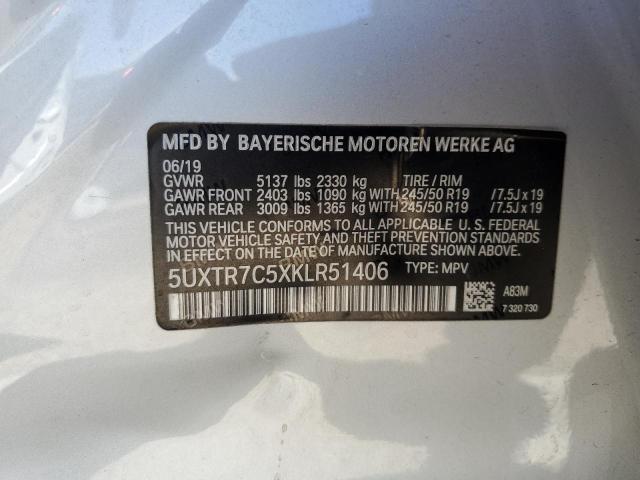 MFD BY BAYERISCHE MOTOREN WERKE AG
06/19
GVWR 5137 lbs 2330 kg TIRE / RIM
GAWR FRONT 2403 lbs 1090 kg WITH 245/50 R19 /7.5J x 19
GAWR REAR 3009 lbs 1365 kg WITH 245/50 R19 /7.5J x 19
THIS VEHICLE CONFORMS TO ALL APPLICABLE U. S. FEDERAL
MOTOR VEHICLE SAFETY AND THEFT PREVENTION STANDARDS
IN EFFECT ON THE DATE OF MANUFACTURE SHOWN ABOVE.
5UXTR7C5XKLR51406 TYPE: MPV
A83M
7 320 730